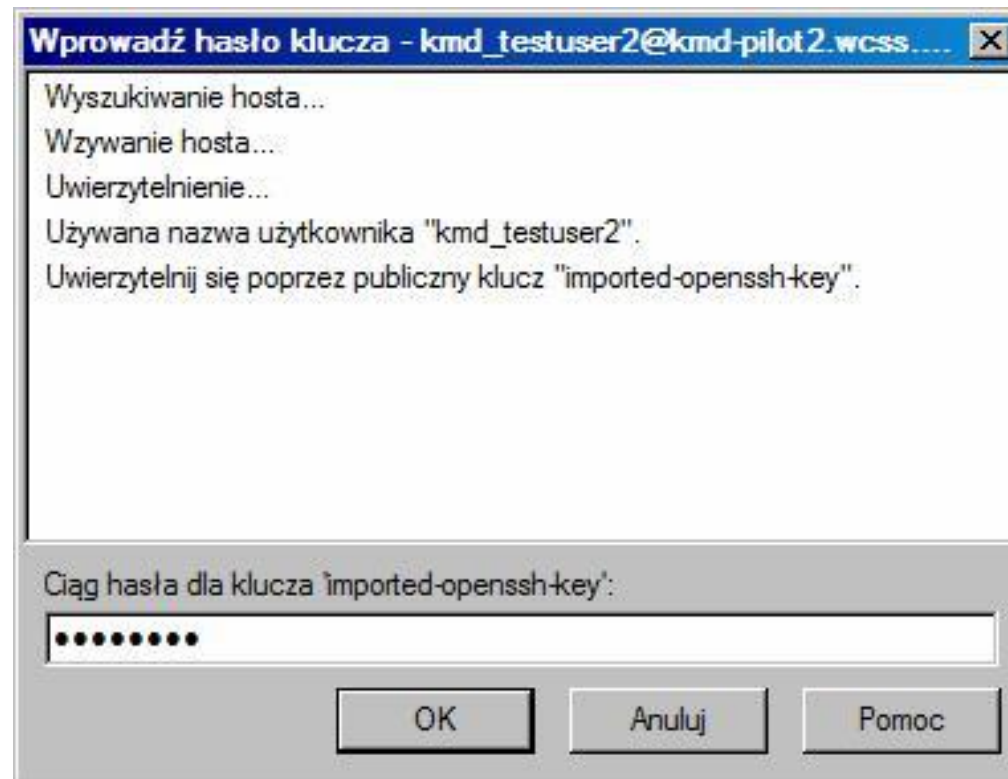 Wprowadź hasło klucza - kmd_testuser2@kmd-pilot2.wcss....
Wyszukiwanie hosta...
Wzywanie hosta...
Uwierzytelnienie...
Używana nazwa użytkownika "kmd_testuser2".
Uwierzytelnij się poprzez publiczny klucz "imported-openssh-key".
Ciąg hasła dla klucza 'imported-openssh-key':
••••••••
OK Anuluj Pomoc